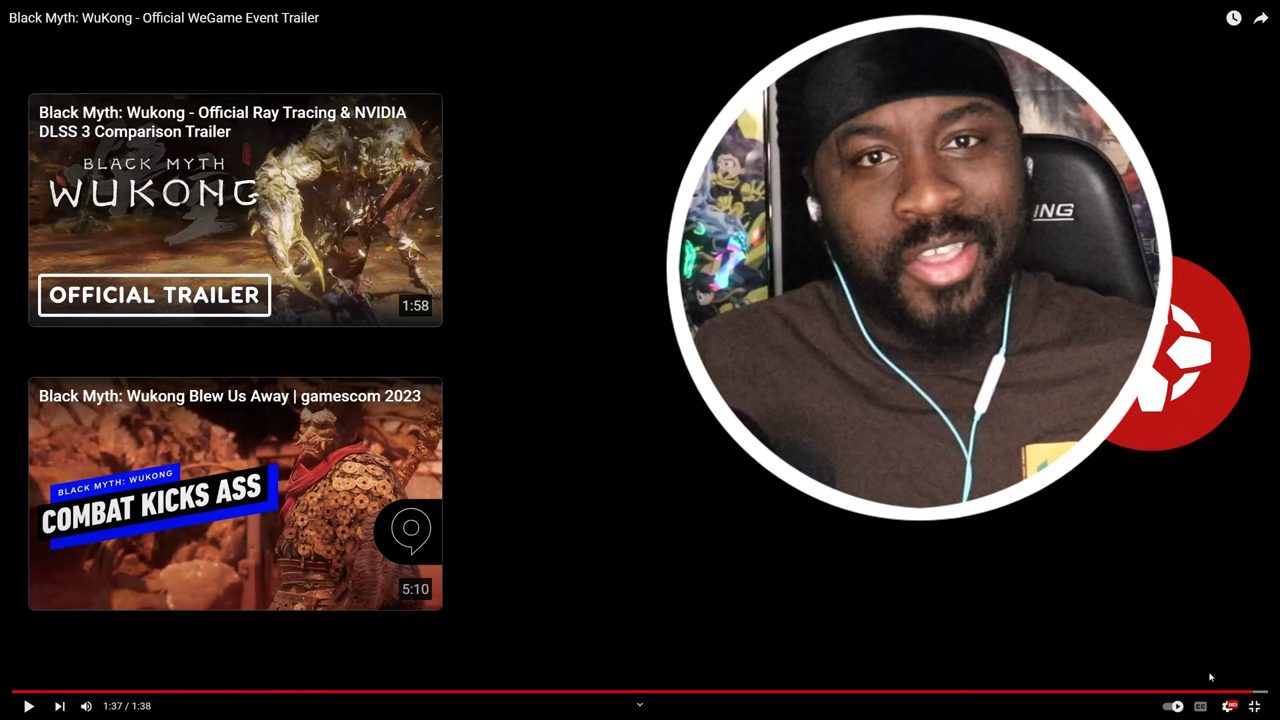 Black Myth: WuKong - Official WeGame Event Trailer
Black Myth: Wukong - Official Ray Tracing & NVIDIA
DLSS 3 Comparison Trailer
BLACK MYTH
WUKONG
OFFICIAL TRAILER
1:58
ING
Black Myth: Wukong Blew Us Away | gamescom 2023
BLACK MYTH: WUKONG
COMBAT KICKS ASS
5:10
1:37 / 1:38
CC
HD